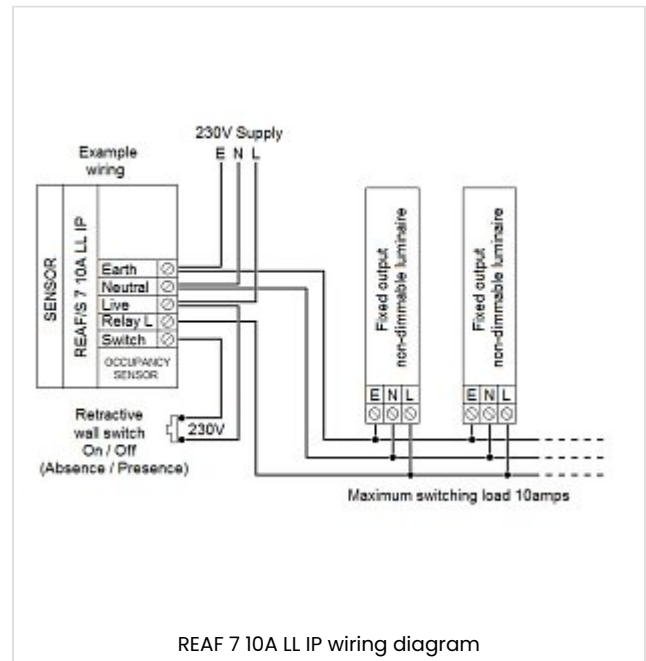 230V Supply
E N L
Example
wiring
SENSOR
REAF/S 7 10A LL IP
Earth
Neutral
Live
Relay L
Switch
OCCUPANCY
SENSOR
Retractive
wall switch
On / Off
(Absence / Presence)
230V
Fixed output
non-dimmable luminaire
E N L
Fixed output
non-dimmable luminaire
E N L
Maximum switching load 10amps
REAF 7 10A LL IP wiring diagram